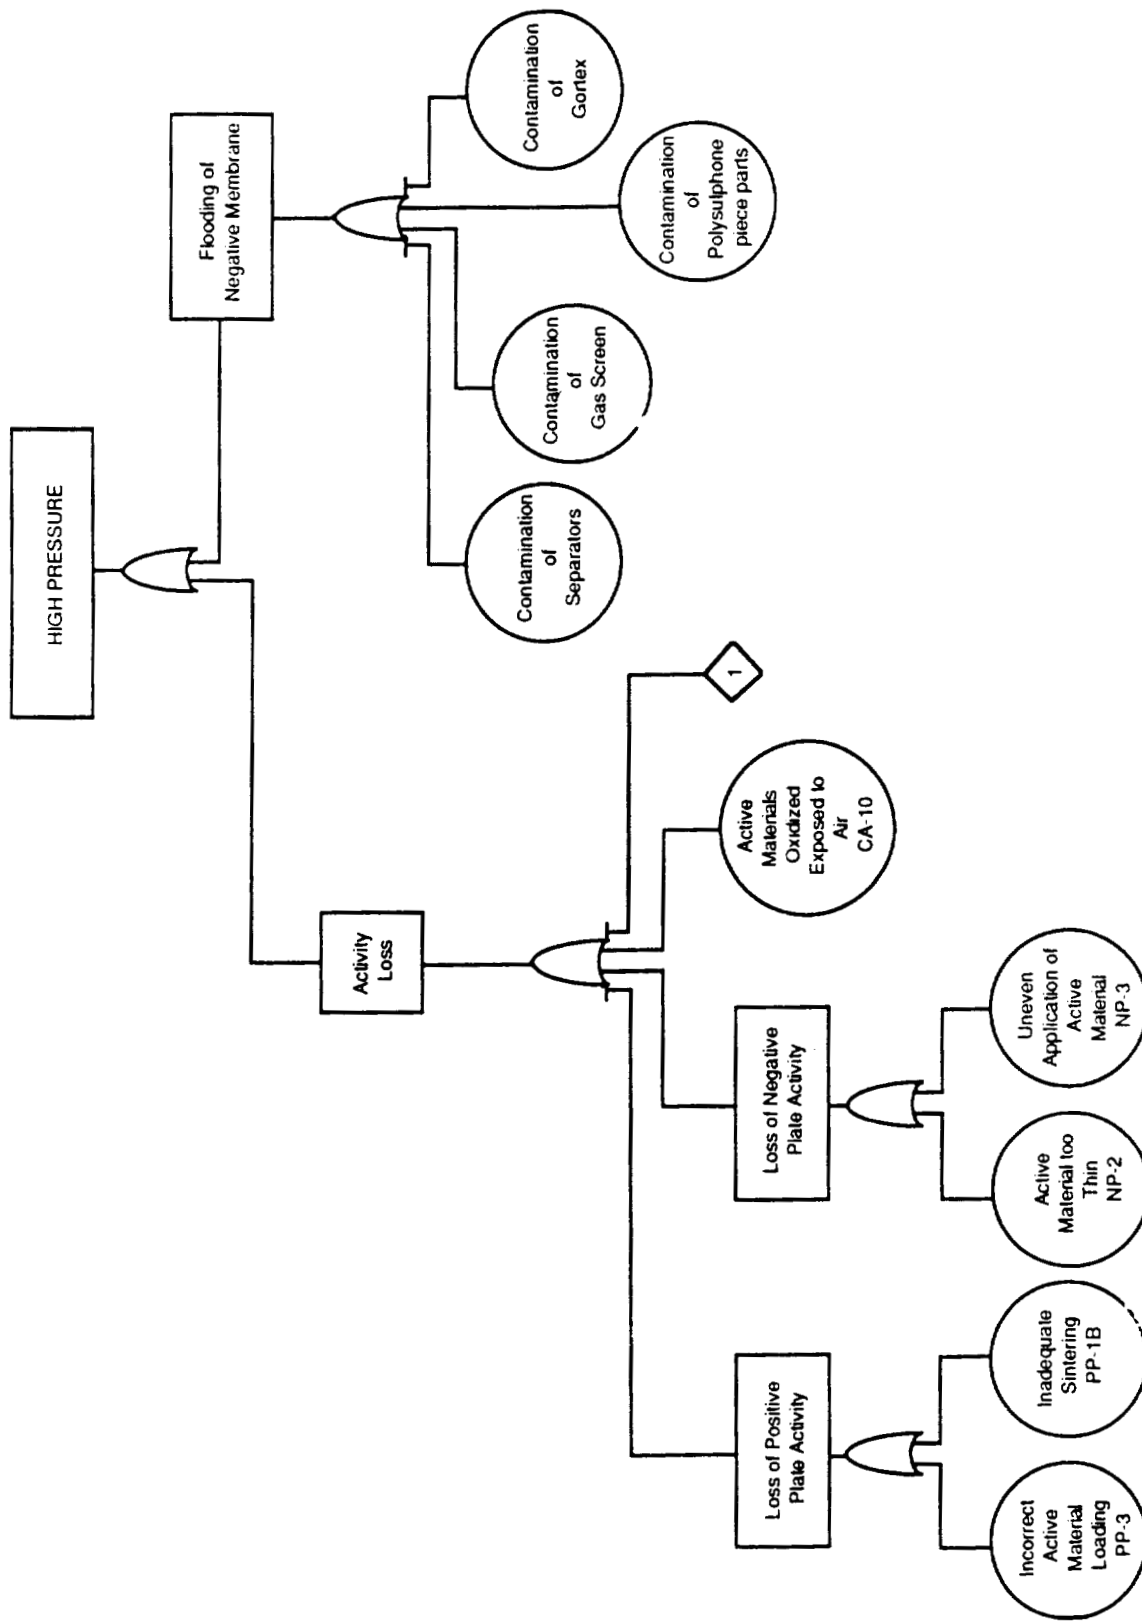 HIGH PRESSURE
Flooding of
Negative Membrane
Activity
Loss
Contamination
of
Separators
Contamination
of
Gas Screen
Contamination
of
Polysulphone
piece parts
Contamination
of
Gortex
Loss of Positive
Plate Activity
Loss of Negative
Plate Activity
Active
Materials
Oxidized
Exposed to
Air
CA-10
1
Incorrect
Active
Material
Loading
PP-3
Inadequate
Sintering
PP-1B
Active
Material too
Thin
NP-2
Uneven
Application of
Active
Material
NP-3